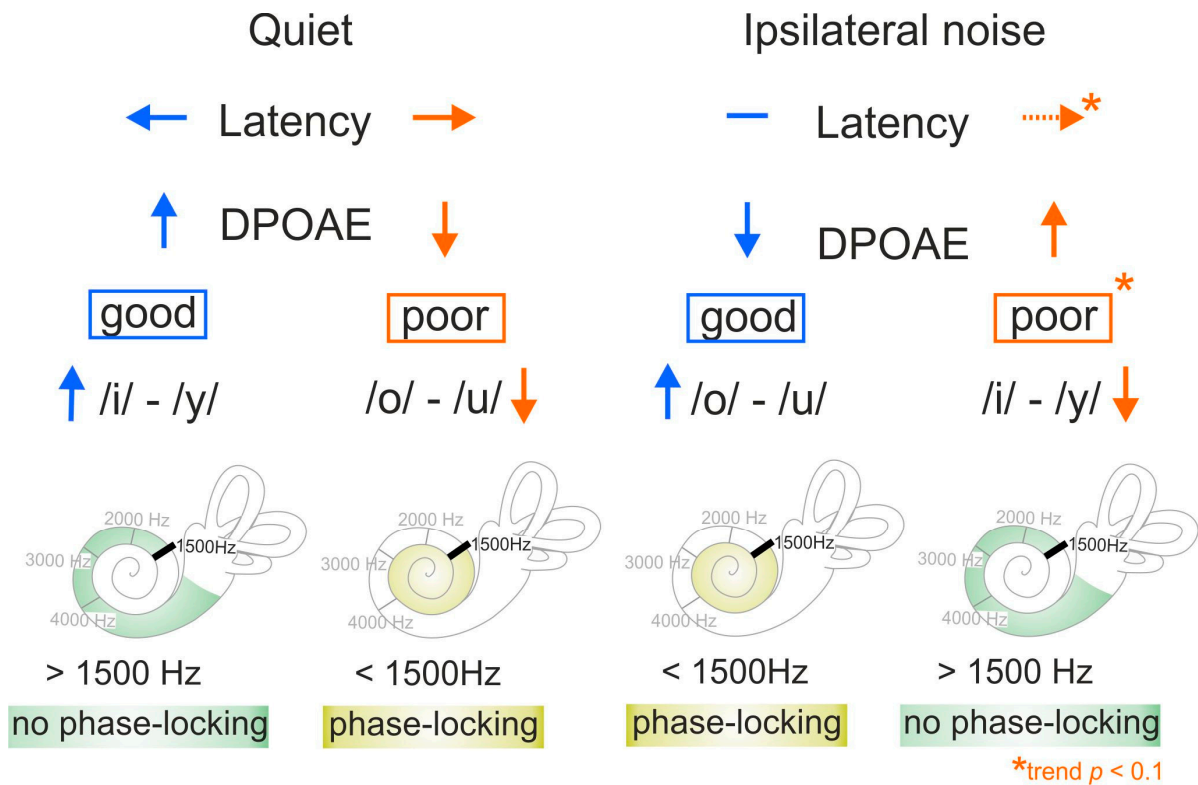 Quiet
Ipsilateral noise
Latency
Latency *
DPOAE
DPOAE
good
poor
good
poor *
/i/ - /y/
/o/ - /u/
/o/ - /u/
/i/ - /y/
2000 Hz
1500Hz
3000 Hz
4000 Hz
2000 Hz
1500Hz
3000 Hz
4000 Hz
2000 Hz
1500Hz
3000 Hz
4000 Hz
2000 Hz
1500Hz
3000 Hz
4000 Hz
> 1500 Hz
< 1500Hz
< 1500Hz
> 1500 Hz
no phase-locking
phase-locking
phase-locking
no phase-locking
*trend p < 0.1